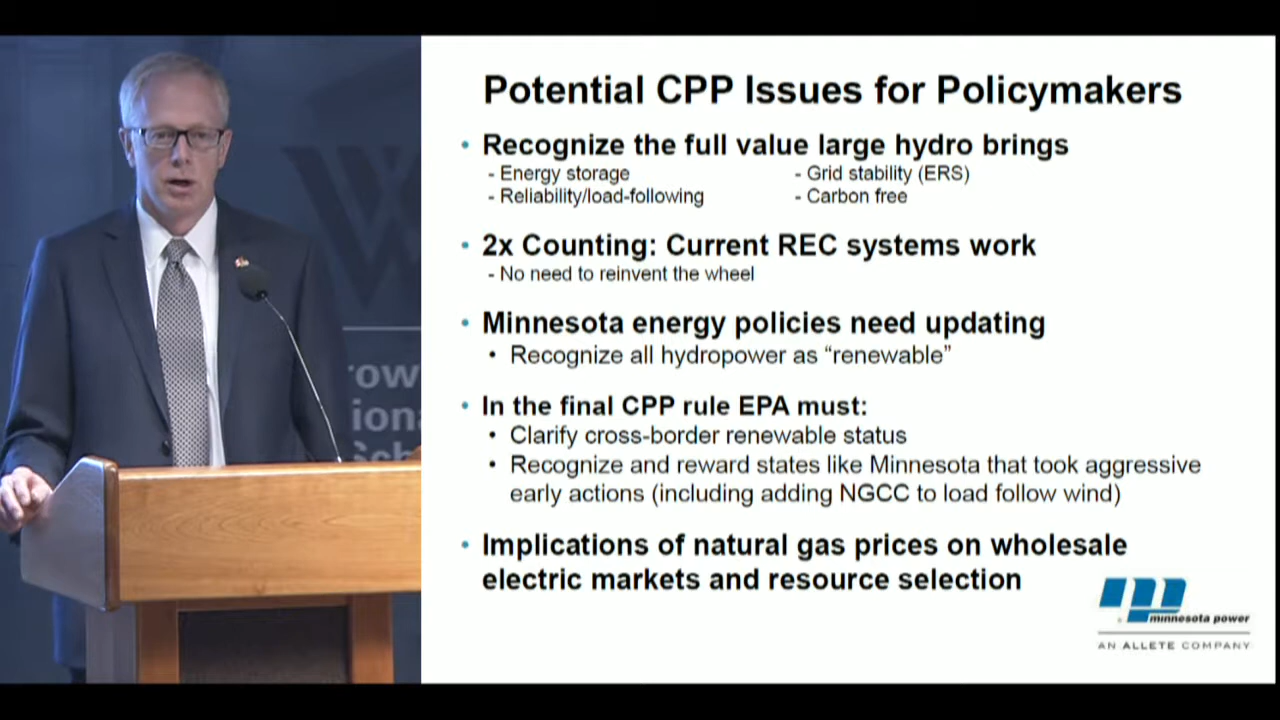 Potential CPP Issues for Policymakers
• Recognize the full value large hydro brings
- Energy storage
- Grid stability (ERS)
- Reliability/load-following
- Carbon free
• 2x Counting: Current REC systems work
- No need to reinvent the wheel
• Minnesota energy policies need updating
• Recognize all hydropower as “renewable”
• In the final CPP rule EPA must:
• Clarify cross-border renewable status
• Recognize and reward states like Minnesota that took aggressive
early actions (including adding NGCC to load follow wind)
• Implications of natural gas prices on wholesale
electric markets and resource selection
mp
minnesota power
AN ALLETE COMPANY
W